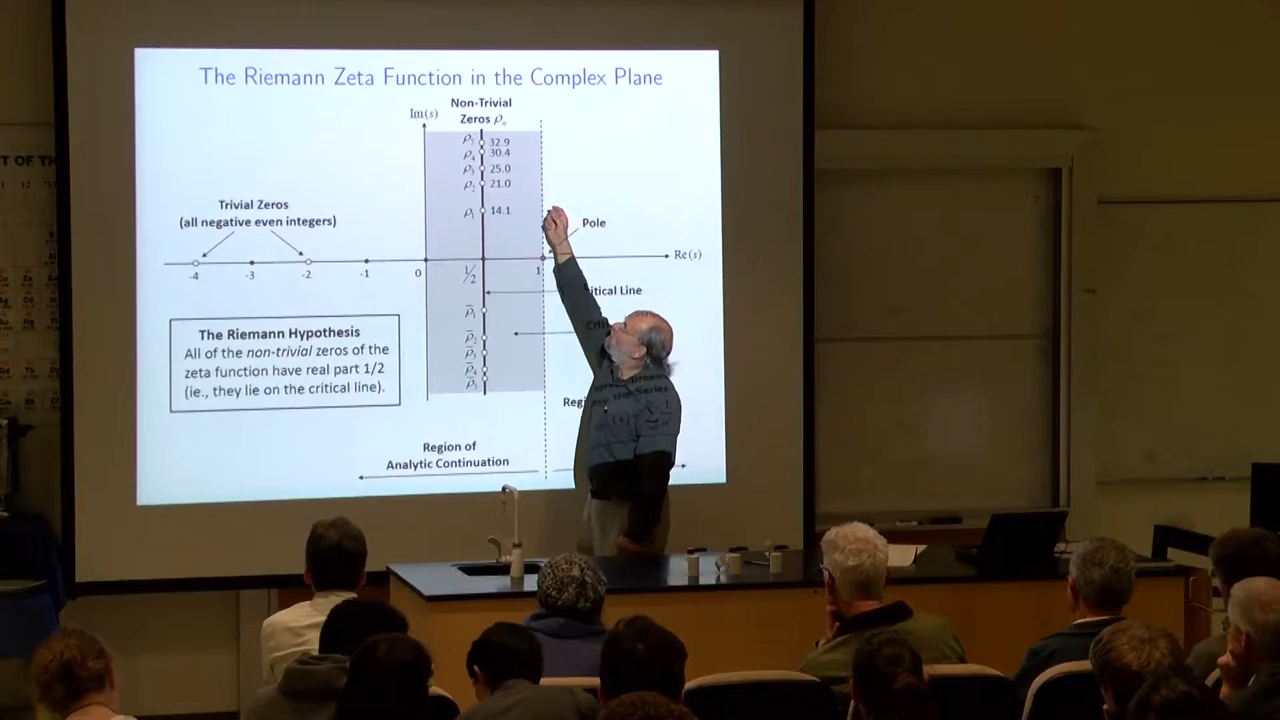 The Riemann Zeta Function in the Complex Plane
Non-Trivial
Zeros ρₙ
Im(s)
ρ₅ 32.9
ρ₄ 30.4
ρ₃ 25.0
ρ₂ 21.0
ρ₁ 14.1
Trivial Zeros
(all negative even integers)
Pole
Re(s)
-4 -3 -2 -1 0 1/2 1
itical Line
ρ̅₁
ρ̅₂
ρ̅₃
ρ̅₄
ρ̅₅
The Riemann Hypothesis
All of the non-trivial zeros of the
zeta function have real part 1/2
(ie., they lie on the critical line).
the Series
Region of
Analytic Continuation